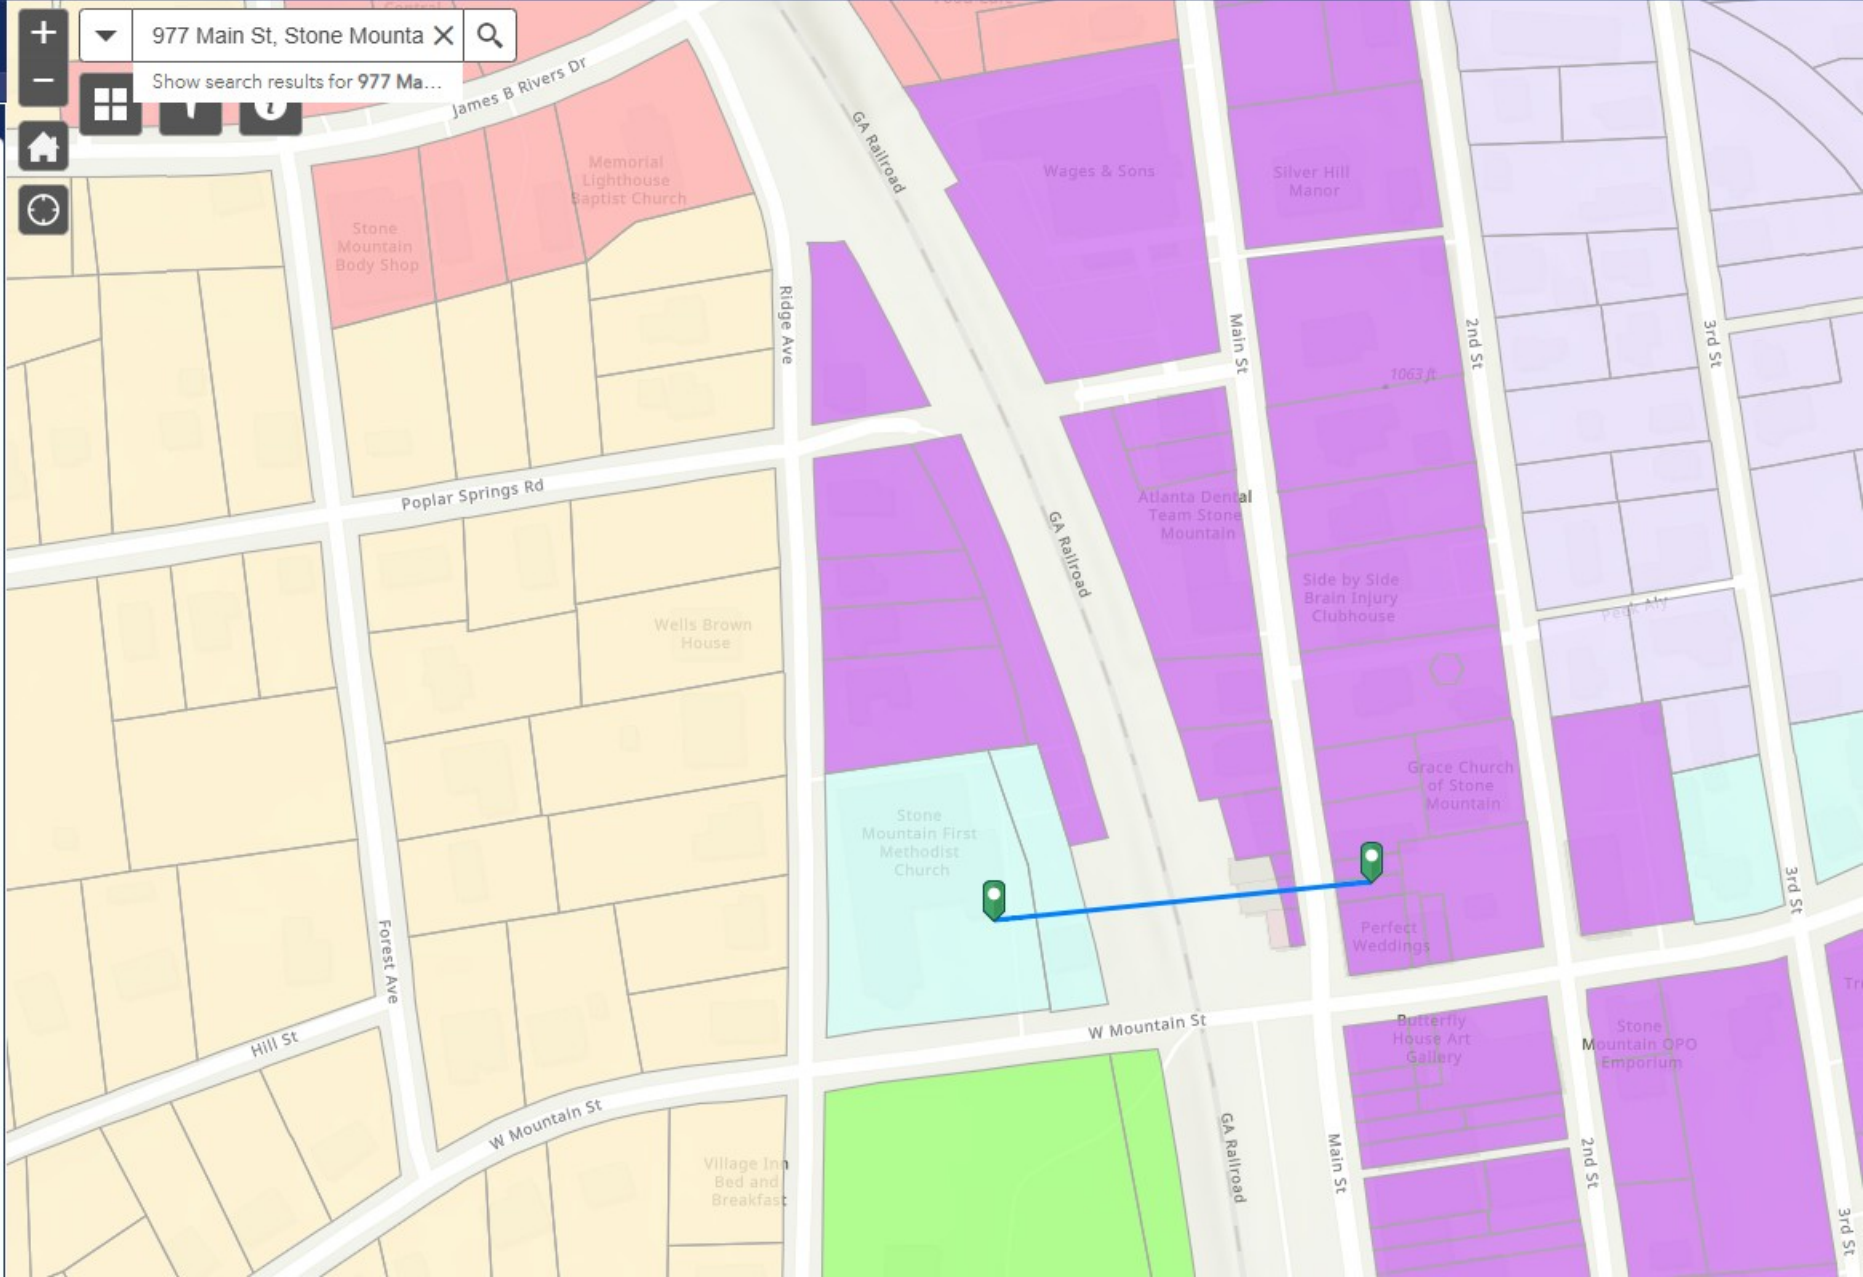 977 Main St, Stone Mounta
Show search results for 977 Ma...
Central
James B Rivers Dr
GA Railroad
Memorial
Lighthouse
Baptist Church
Wages & Sons
Silver Hill
Manor
Stone
Mountain
Body Shop
Ridge Ave
Main St
2nd St
3rd St
1063 ft
Poplar Springs Rd
Atlanta Dental
Team Stone
Mountain
GA Railroad
Side by Side
Brain Injury
Clubhouse
Peek Aly
Wells Brown
House
Grace Church
of Stone
Mountain
Stone
Mountain First
Methodist
Church
3rd St
Forest Ave
Perfect
Weddings
Hill St
W Mountain St
Butterfly
House Art
Gallery
Stone
Mountain OPO
Emporium
W Mountain St
GA Railroad
Main St
2nd St
3rd St
Village Inn
Bed and
Breakfast